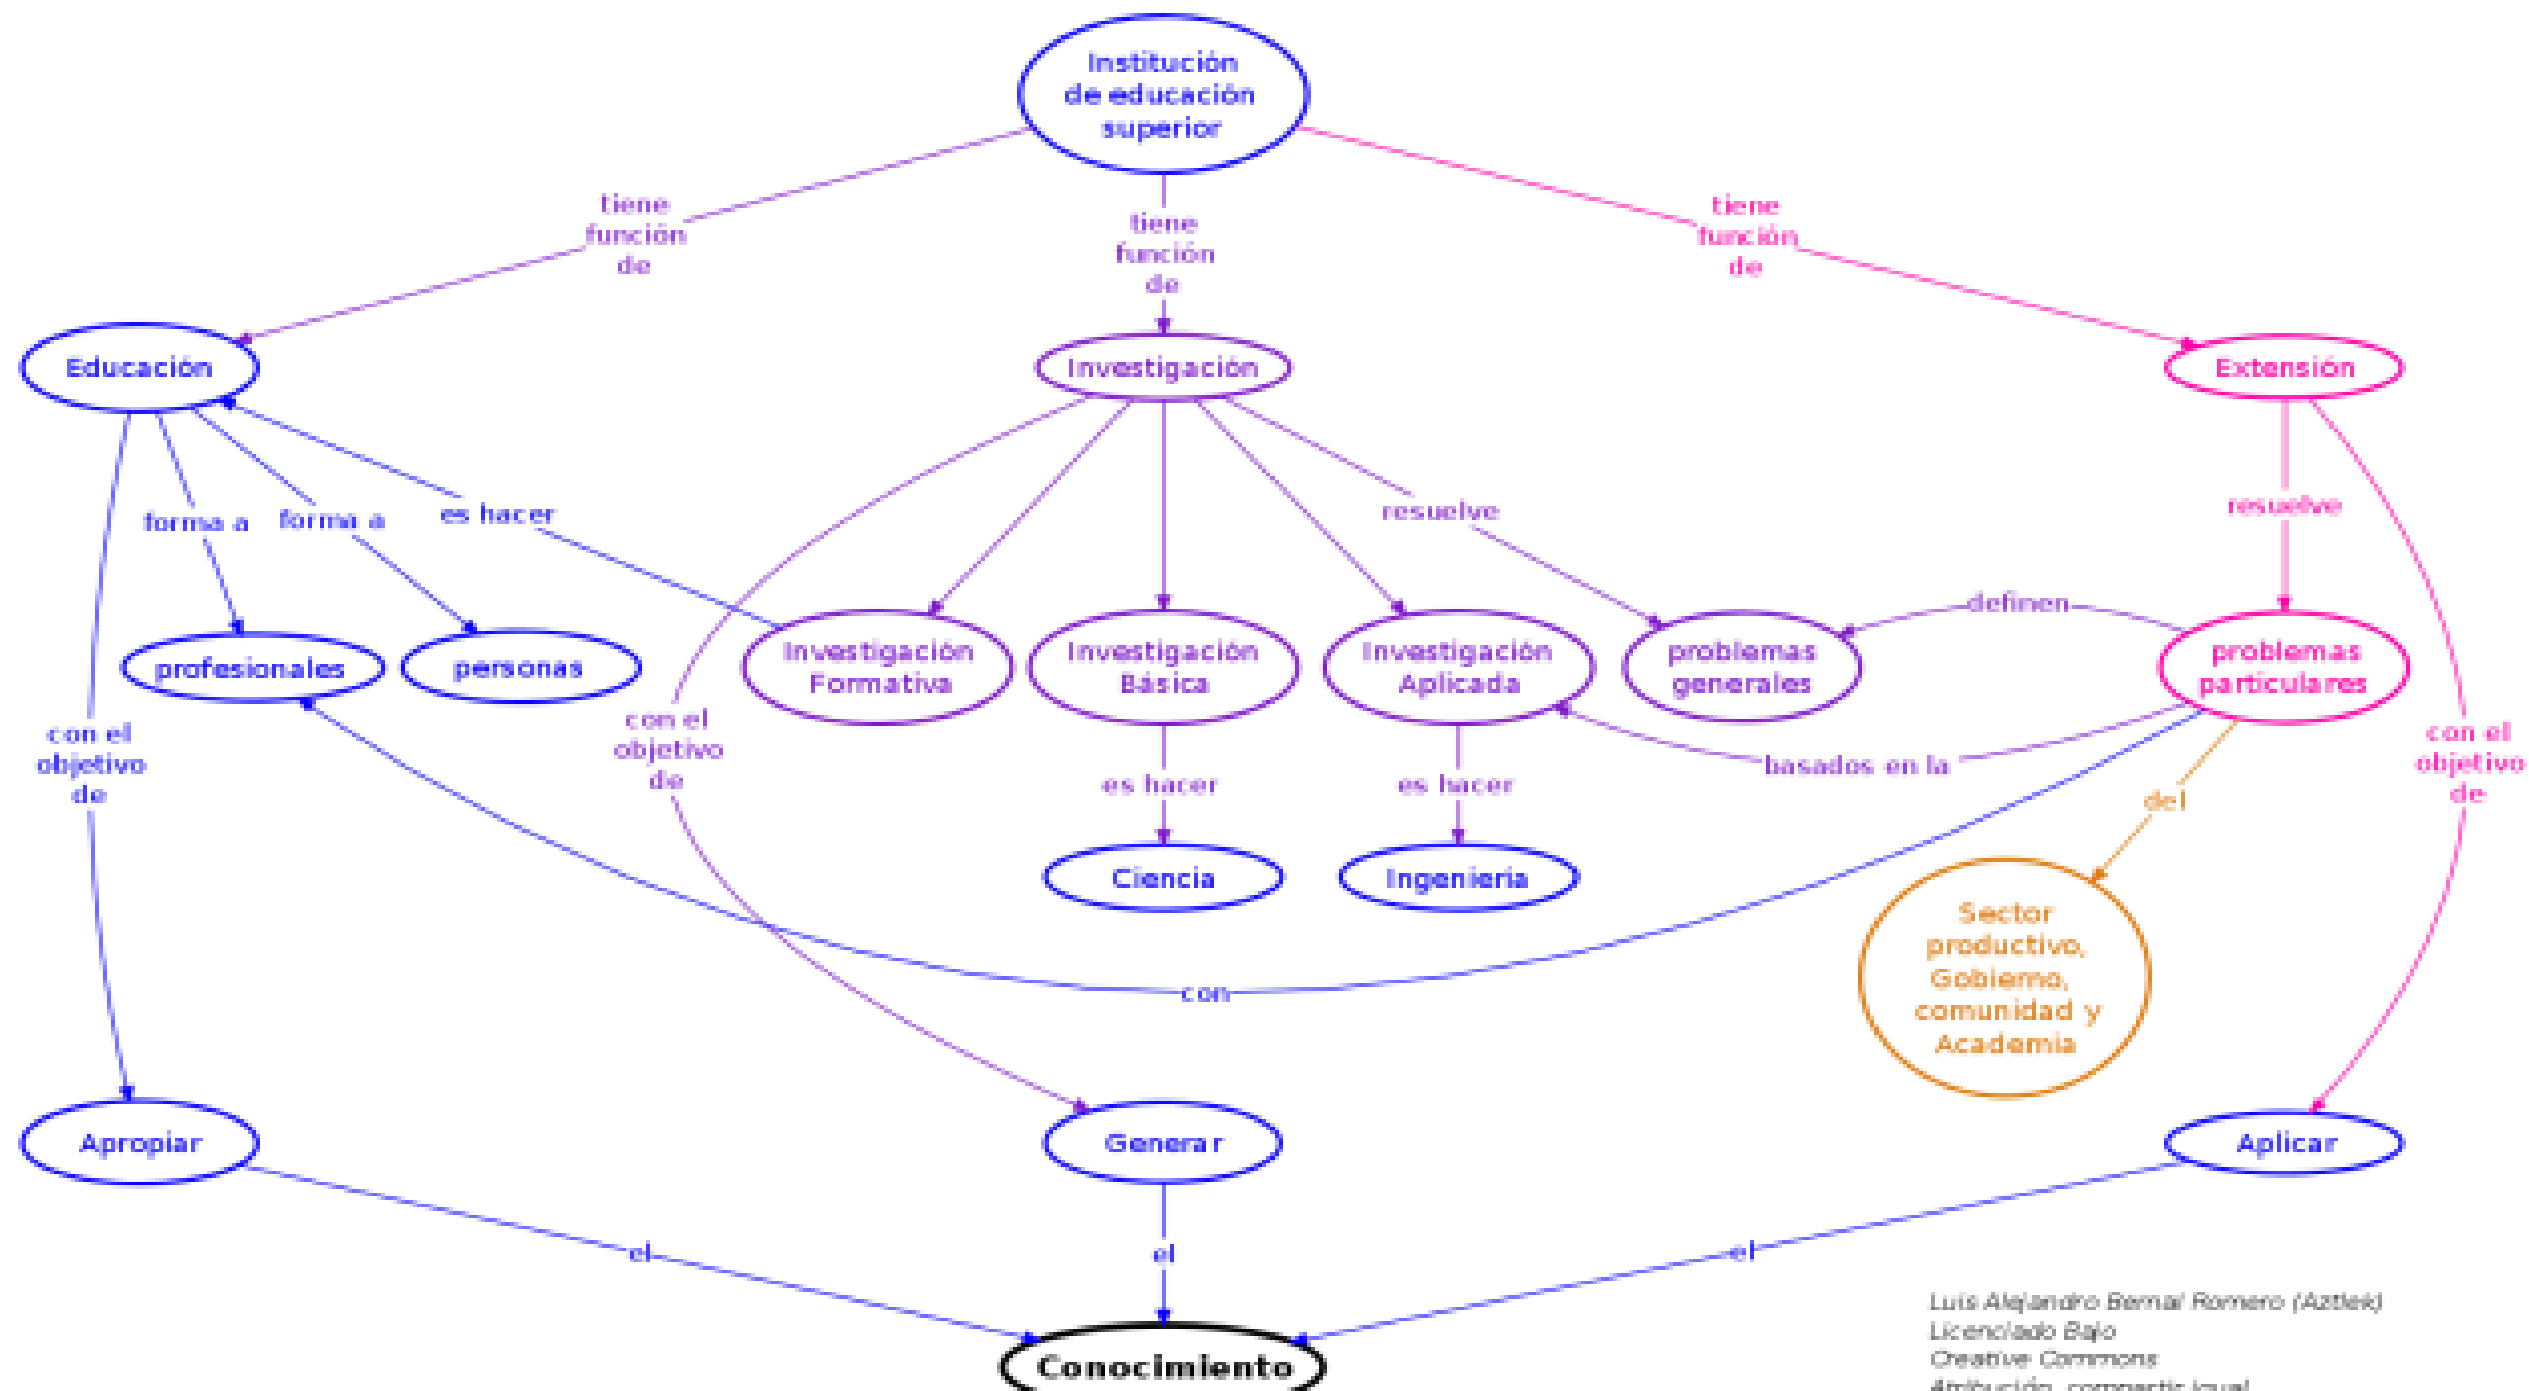 Institución
de educación
superior
tiene
función
de
tiene
función
de
tiene
función
de
Educación
Investigación
Extensión
forma a
forma a
es hacer
resuelve
resuelve
definen
profesionales
personas
Investigación
Formativa
Investigación
Básica
Investigación
Aplicada
problemas
generales
problemas
particulares
con el
objetivo
de
con el
objetivo
de
es hacer
es hacer
basados en la
del
con el
objetivo
de
Ciencia
Ingeniería
Sector
productivo,
Gobierno,
comunidad y
Academia
con
Apropiar
Generar
Aplicar
el
el
el
Conocimiento
Luis Alejandro Bernal Romero (Aztlek)
Licenciado Bajo
Creative Commons
Atribución, compartir igual